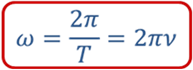 ω = 2π/T = 2πν